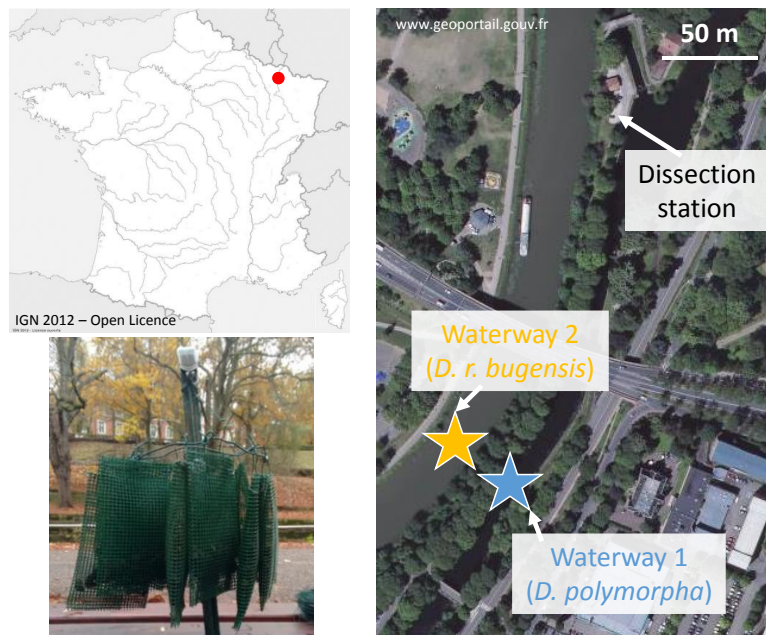 IGN 2012 – Open Licence
www.geoportail.gouv.fr
50 m
Dissection
station
Waterway 2
(D. r. bugensis)
Waterway 1
(D. polymorpha)